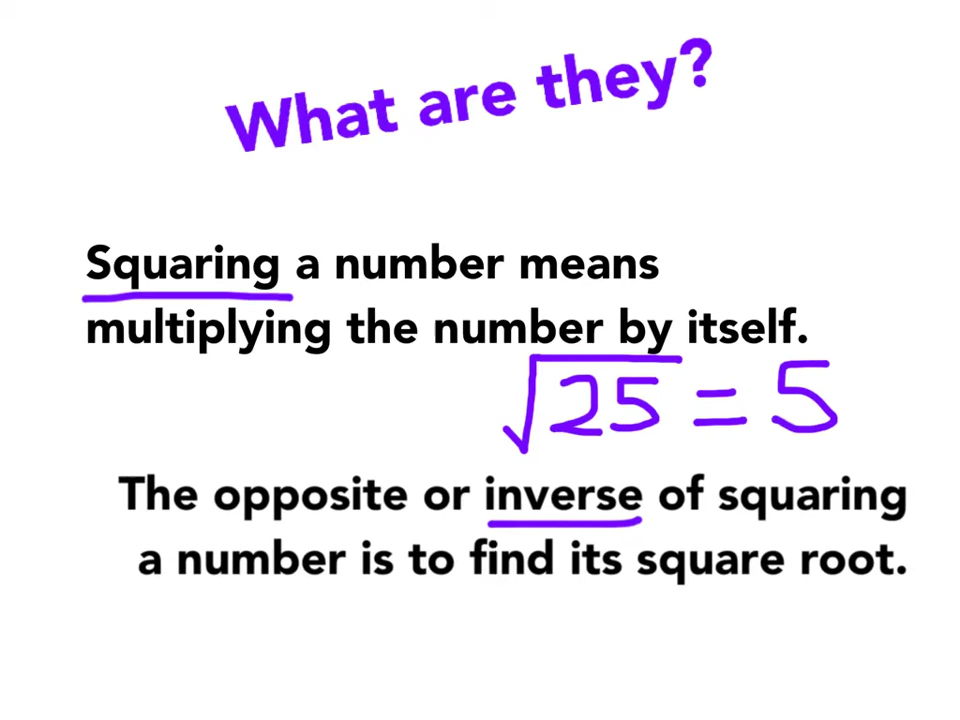 What are they?
Squaring a number means
multiplying the number by itself.
√25 = 5
The opposite or inverse of squaring
a number is to find its square root.